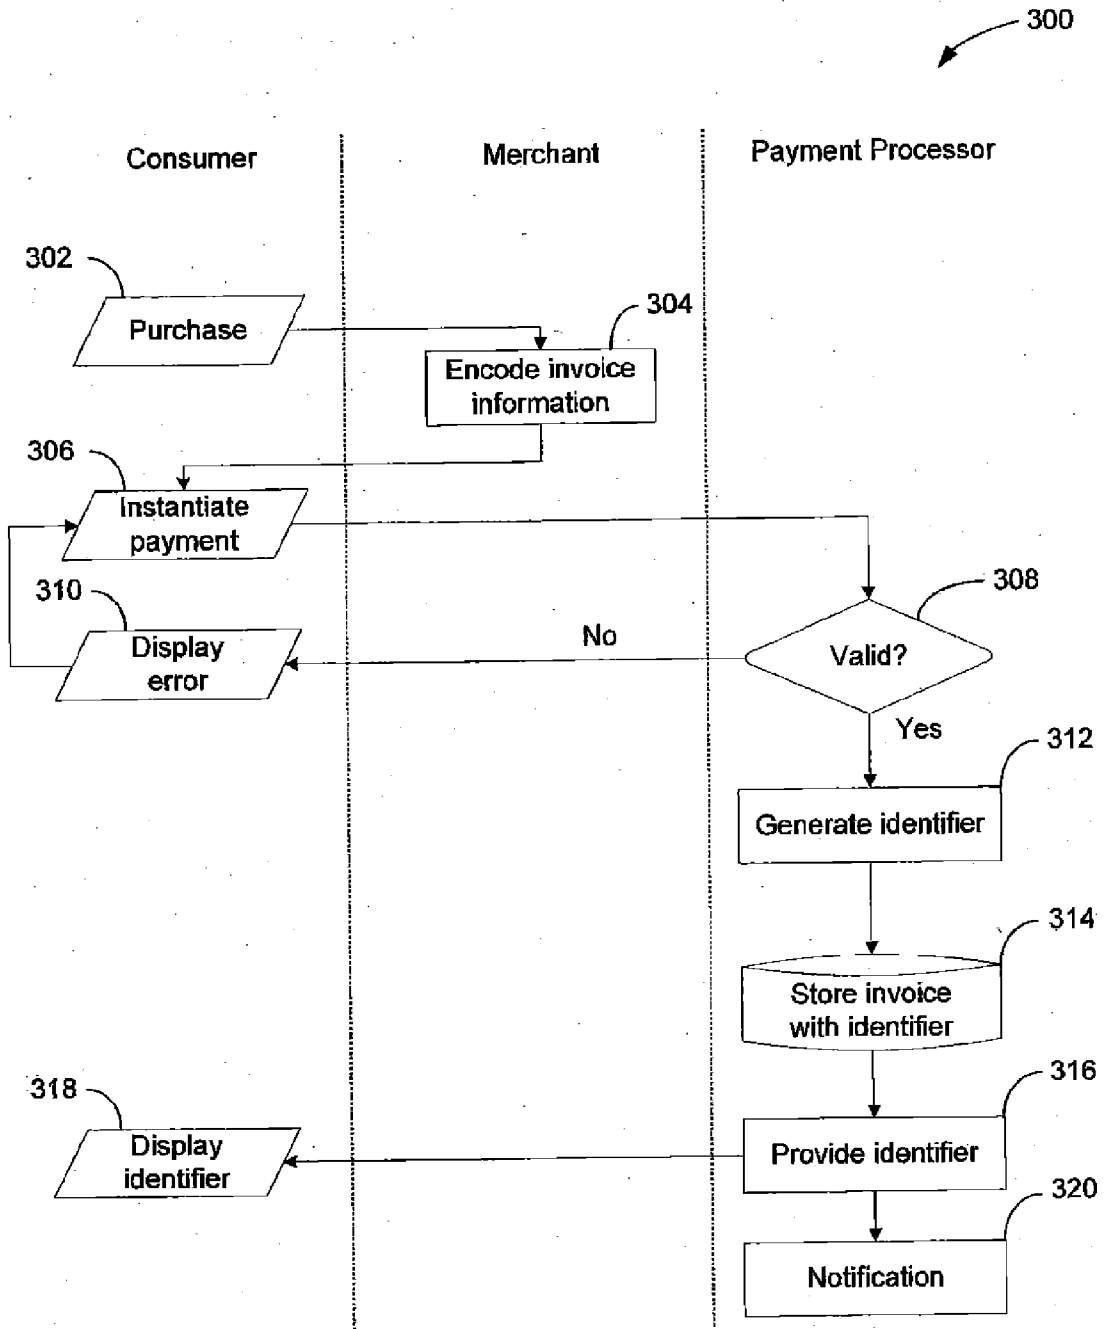 300
Consumer
Merchant
Payment Processor
302
Purchase
304
Encode invoice
information
306
Instantiate
payment
308
Valid?
310
Display
error
No
Yes
312
Generate identifier
314
Store invoice
with identifier
316
Provide identifier
318
Display
identifier
320
Notification